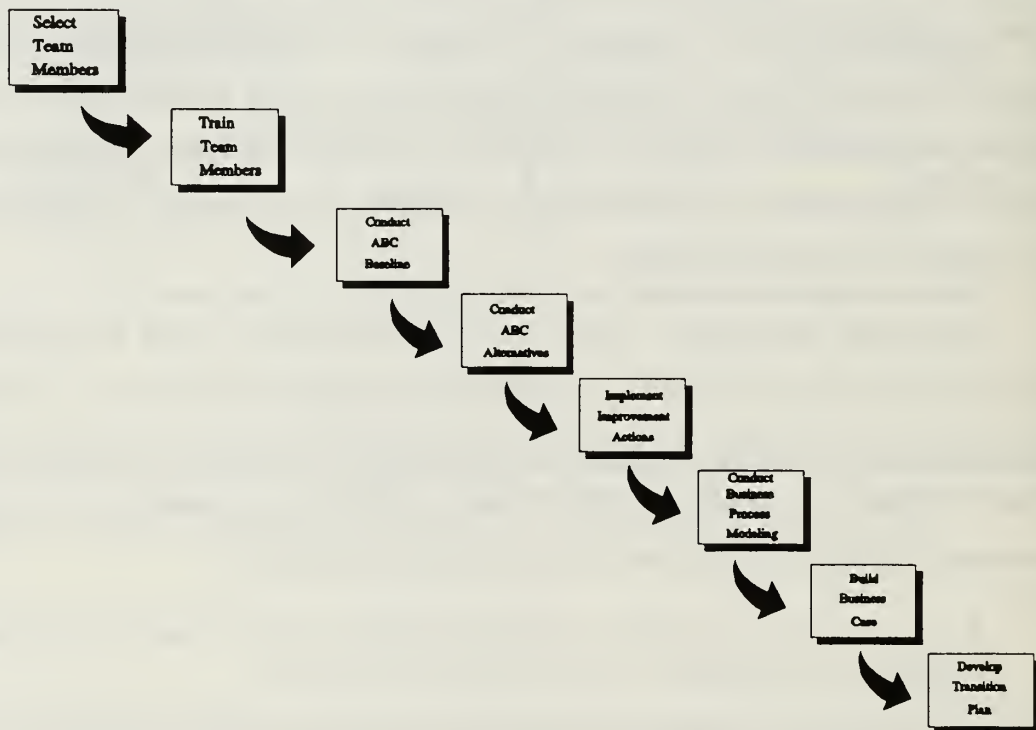 Select
Team
Members
Train
Team
Members
Conduct
ABC
Baseline
Conduct
ABC
Alternatives
Implement
Improvement
Actions
Conduct
Business
Process
Modeling
Build
Business
Case
Develop
Transition
Plan